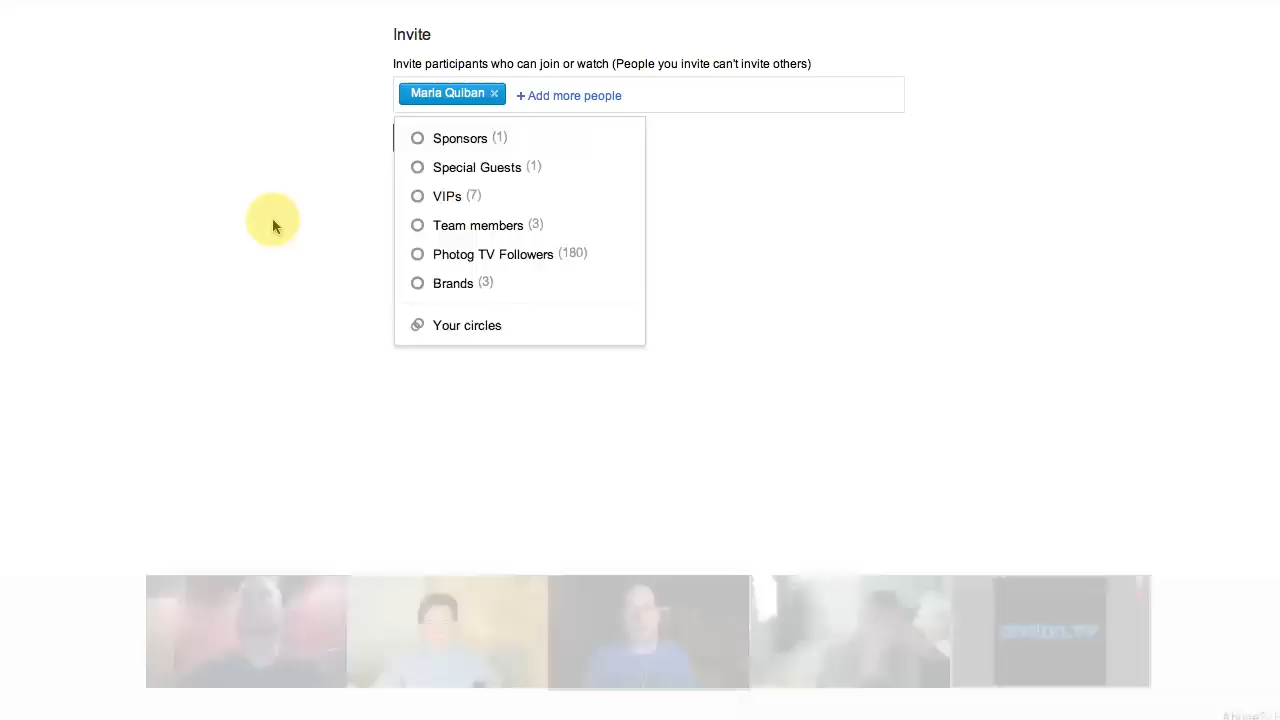 Invite
Invite participants who can join or watch (People you invite can't invite others)
Maria Quiban × + Add more people
Sponsors (1)
Special Guests (1)
VIPs (7)
Team members (3)
Photog TV Followers (180)
Brands (3)
Your circles